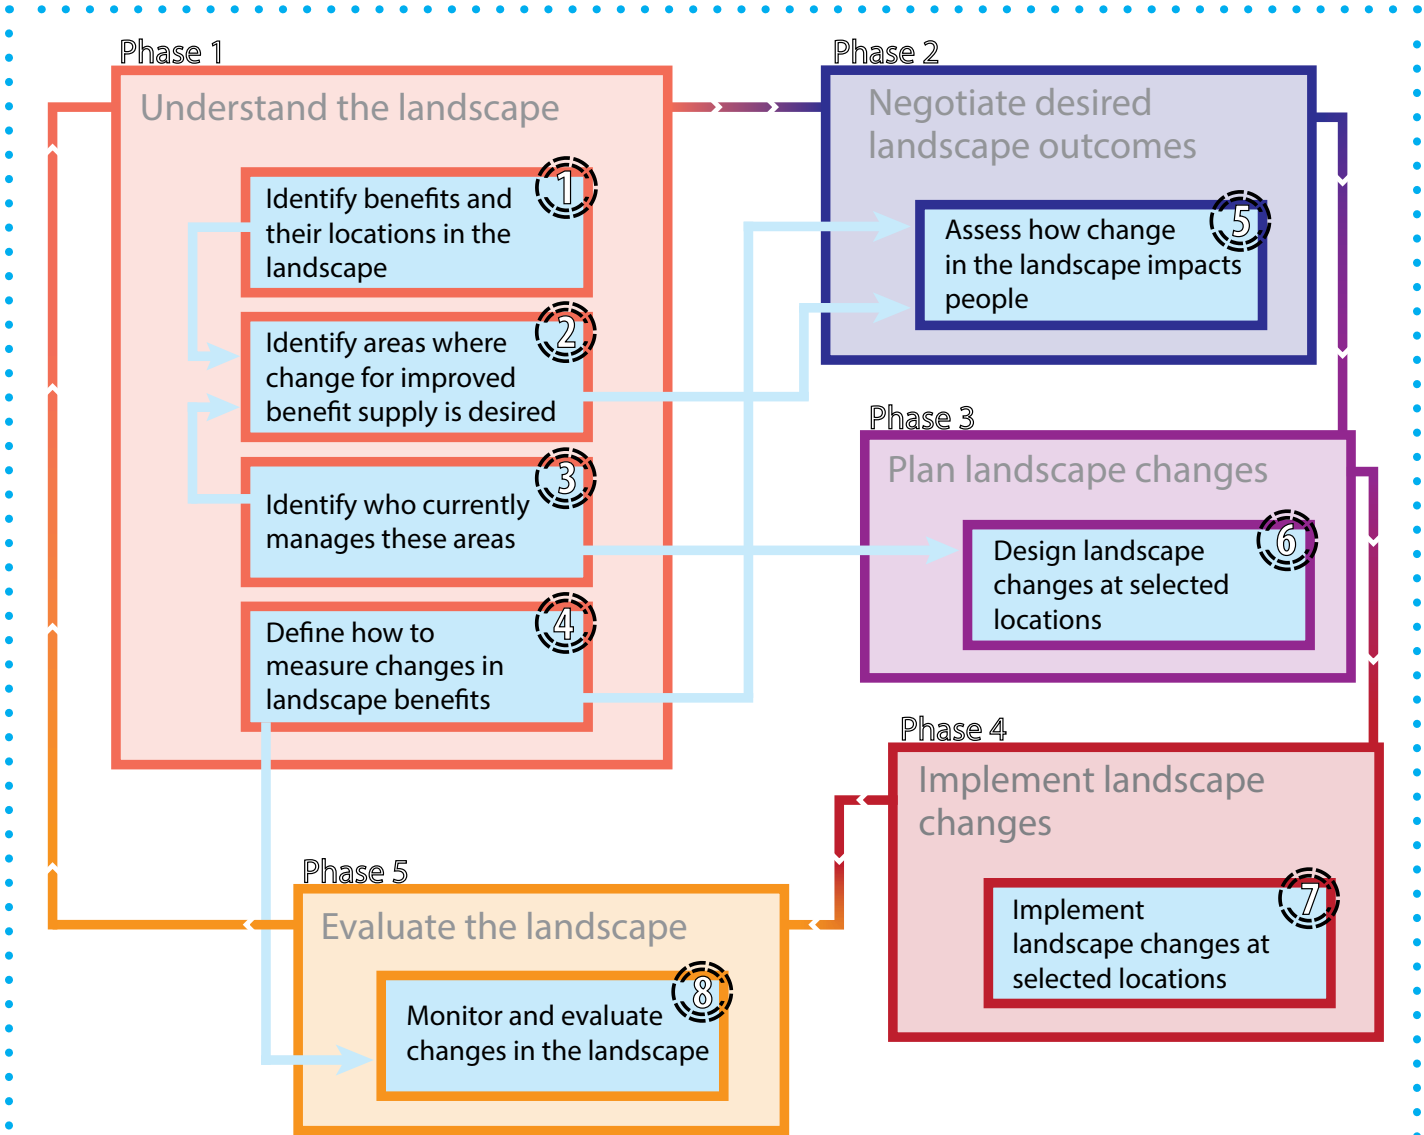 Phase 1
Understand the landscape
1
Identify benefits and
their locations in the
landscape
2
Identify areas where
change for improved
benefit supply is desired
3
Identify who currently
manages these areas
4
Define how to
measure changes in
landscape benefits
Phase 2
Negotiate desired
landscape outcomes
5
Assess how change
in the landscape impacts
people
Phase 3
Plan landscape changes
6
Design landscape
changes at selected
locations
Phase 4
Implement landscape
changes
7
Implement
landscape changes at
selected locations
Phase 5
Evaluate the landscape
8
Monitor and evaluate
changes in the landscape